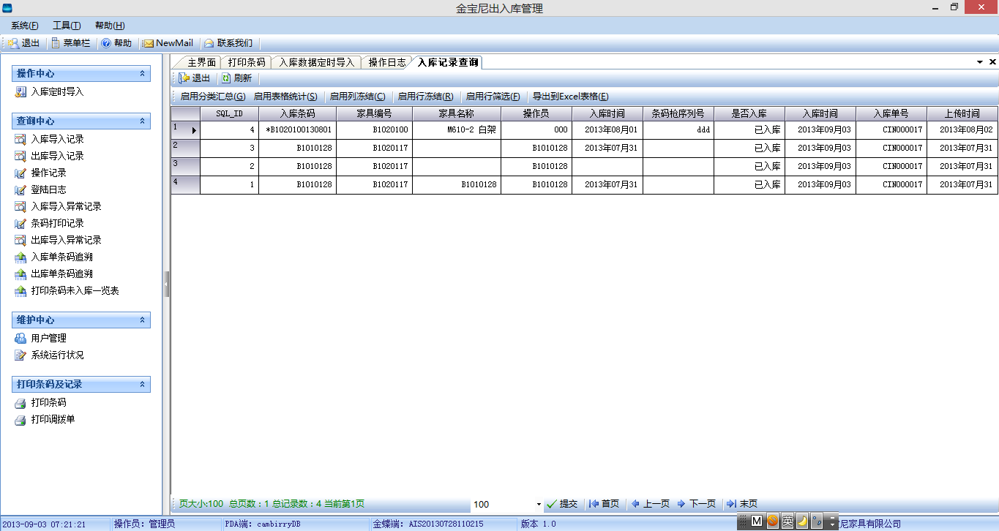 金宝尼出入库管理
系统(F) 工具(T) 帮助(H)
退出 菜单栏 帮助 NewMail 联系我们
操作中心
入库定时导入
查询中心
入库导入记录
出库导入记录
操作记录
登陆日志
入库导入异常记录
条码打印记录
出库导入异常记录
入库单条码追溯
出库单条码追溯
打印条码未入库一览表
维护中心
用户管理
系统运行状况
打印条码及记录
打印条码
打印调拨单
主界面 打印条码 入库数据定时导入 操作日志 入库记录查询
退出 刷新
启用分类汇总(G) 启用表格统计(S) 启用列冻结(C) 启用行冻结(R) 启用行筛选(F) 导出到Excel表格(E)
SQL_ID 入库条码 家具编号 家具名称 操作员 入库时间 条码枪序列号 是否入库 入库时间 入库单号 上传时间
1 4 *B1020100130801 B1020100 M610-2 白架 000 2013年08月01 ddd 已入库 2013年09月03 CIN000017 2013年08月02
2 3 B1010128 B1020117 B1010128 2013年07月31 已入库 2013年09月03 CIN000017 2013年07月31
3 2 B1010128 B1020117 B1010128 已入库 2013年09月03 CIN000017 2013年07月31
4 1 B1010128 B1020117 B1010128 B1010128 2013年07月31 已入库 2013年09月03 CIN000017 2013年07月31
页大小:100 总页数：1 总记录数：4 当前第1页 100 提交 首页 上一页 下一页 末页
2013-09-03 07:21:21 操作员：管理员 PDA端：cambirryDB 金蝶端：AIS20130728110215 版本 1.0 M 英 尼家具有限公司